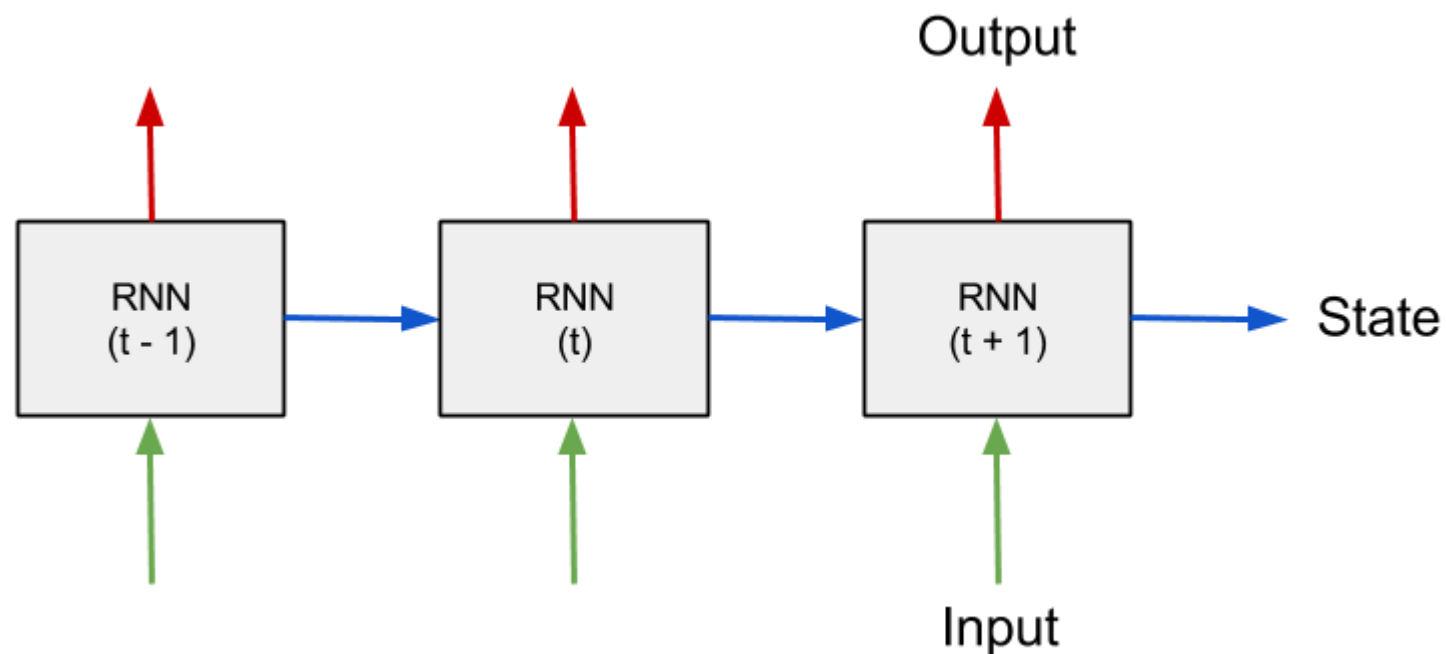 Output
RNN
(t - 1)
RNN
(t)
RNN
(t + 1)
State
Input